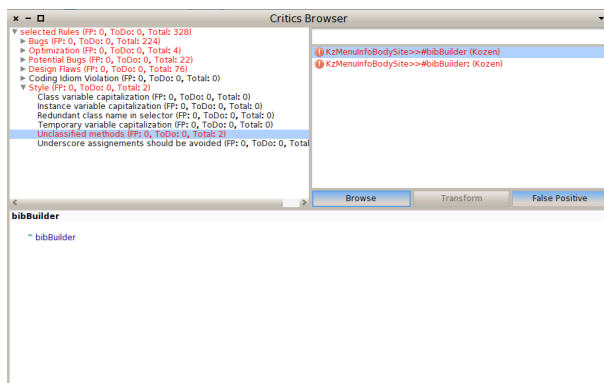 Critics Browser
selected Rules (FP: 0, ToDo: 0, Total: 328)
Bugs (FP: 0, ToDo: 0, Total: 224)
Optimization (FP: 0, ToDo: 0, Total: 4)
Potential Bugs (FP: 0, ToDo: 0, Total: 22)
Design Flaws (FP: 0, ToDo: 0, Total: 76)
Coding Idiom Violation (FP: 0, ToDo: 0, Total: 0)
Style (FP: 0, ToDo: 0, Total: 2)
Class variable capitalization (FP: 0, ToDo: 0, Total: 0)
Instance variable capitalization (FP: 0, ToDo: 0, Total: 0)
Redundant class name in selector (FP: 0, ToDo: 0, Total: 0)
Temporary variable capitalization (FP: 0, ToDo: 0, Total: 0)
Unclassified methods (FP: 0, ToDo: 0, Total: 2)
Underscore assignements should be avoided (FP: 0, ToDo: 0, Total
KzMenuInfoBodySite>>#bibBuilder (Kozen)
KzMenuInfoBodySite>>#bibBuilder: (Kozen)
Browse
Transform
False Positive
bibBuilder
^ bibBuilder